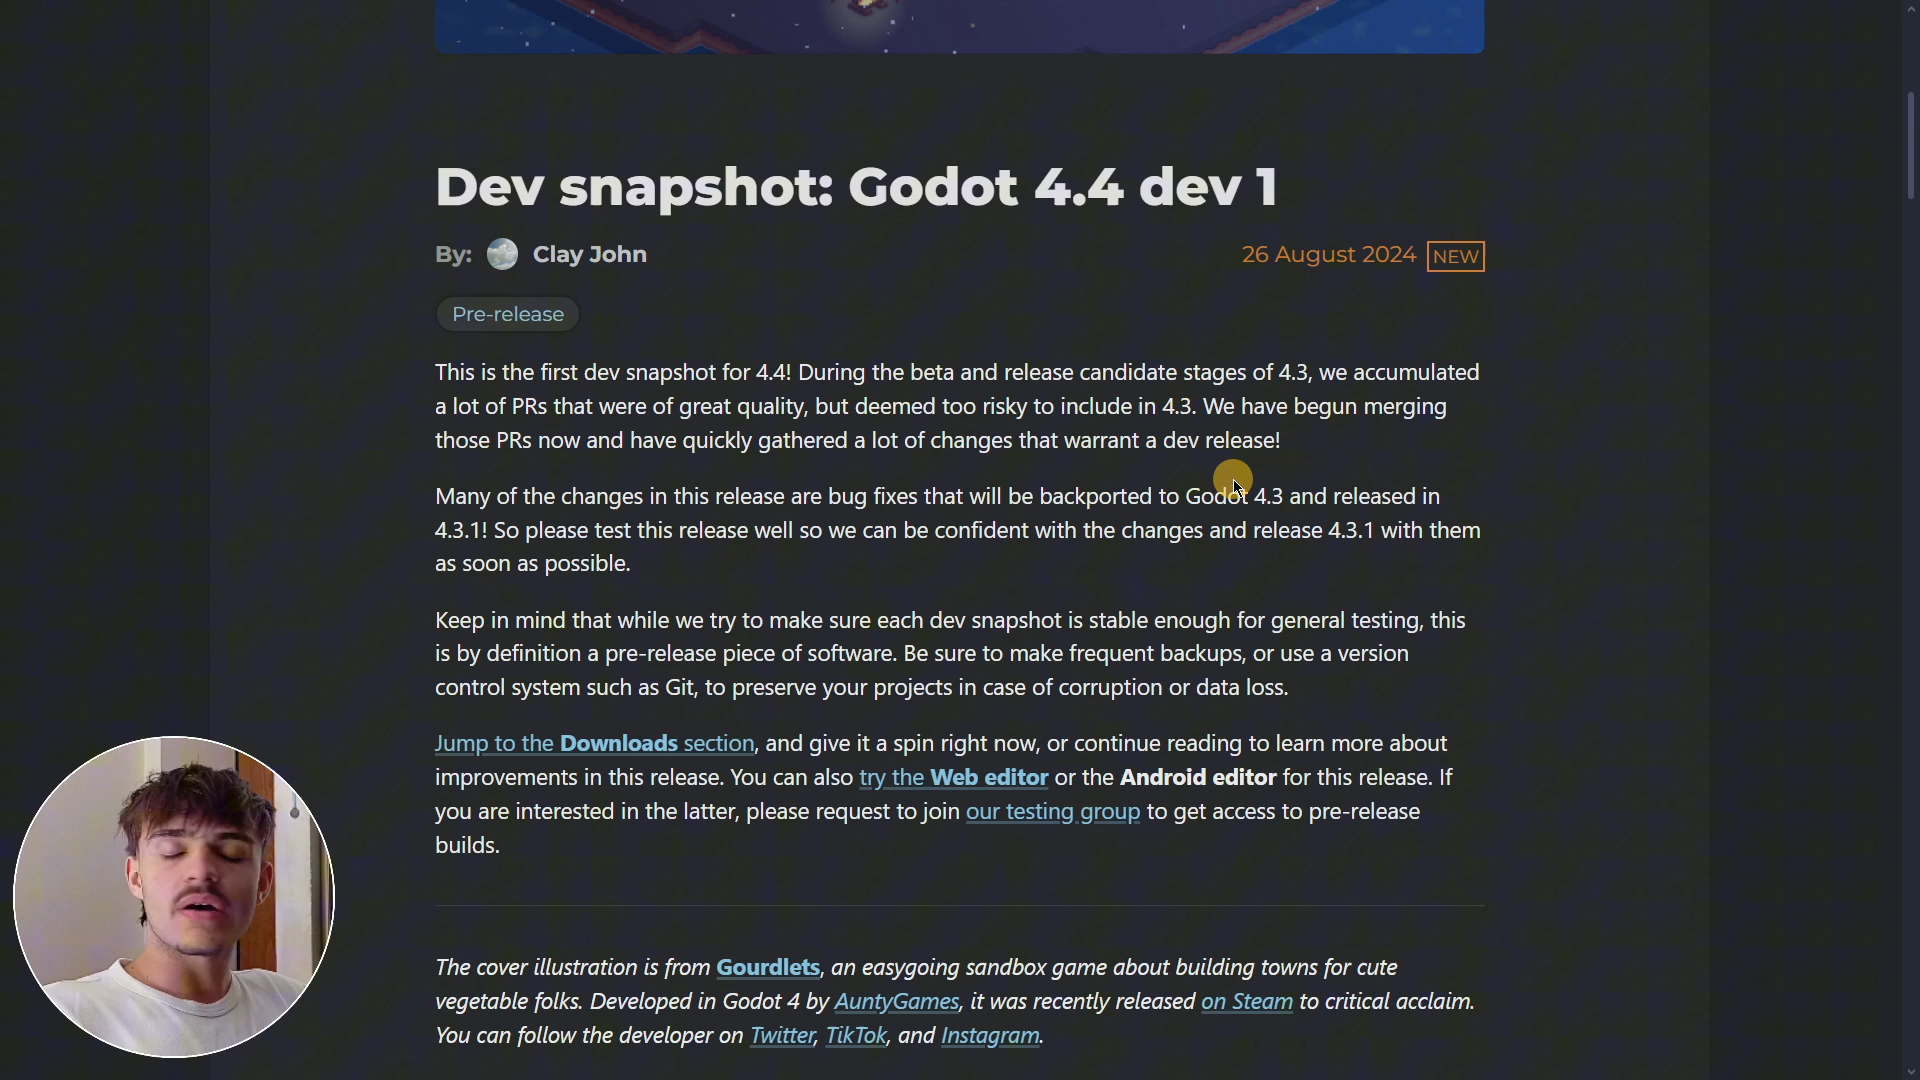 Dev snapshot: Godot 4.4 dev 1
By: Clay John
26 August 2024 NEW
Pre-release
This is the first dev snapshot for 4.4! During the beta and release candidate stages of 4.3, we accumulated
a lot of PRs that were of great quality, but deemed too risky to include in 4.3. We have begun merging
those PRs now and have quickly gathered a lot of changes that warrant a dev release!
Many of the changes in this release are bug fixes that will be backported to Godot 4.3 and released in
4.3.1! So please test this release well so we can be confident with the changes and release 4.3.1 with them
as soon as possible.
Keep in mind that while we try to make sure each dev snapshot is stable enough for general testing, this
is by definition a pre-release piece of software. Be sure to make frequent backups, or use a version
control system such as Git, to preserve your projects in case of corruption or data loss.
Jump to the Downloads section, and give it a spin right now, or continue reading to learn more about
improvements in this release. You can also try the Web editor or the Android editor for this release. If
you are interested in the latter, please request to join our testing group to get access to pre-release
builds.
The cover illustration is from Gourdlets, an easygoing sandbox game about building towns for cute
vegetable folks. Developed in Godot 4 by AuntyGames, it was recently released on Steam to critical acclaim.
You can follow the developer on Twitter, TikTok, and Instagram.